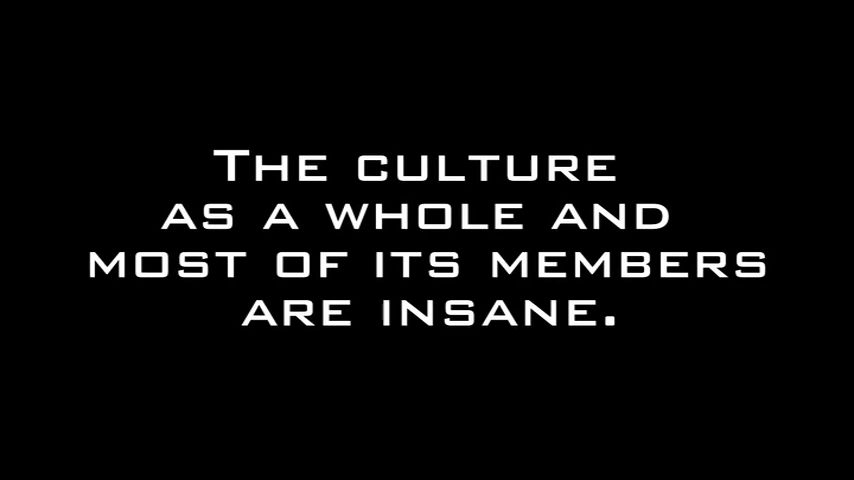 The culture
as a whole and
most of its members
are insane.